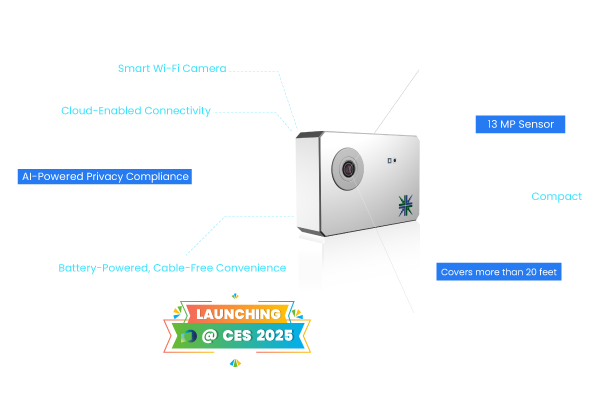 Smart Wi-Fi Camera
Cloud-Enabled Connectivity
13 MP Sensor
AI-Powered Privacy Compliance
Compact
Battery-Powered, Cable-Free Convenience
Covers more than 20 feet
LAUNCHING
@ CES 2025